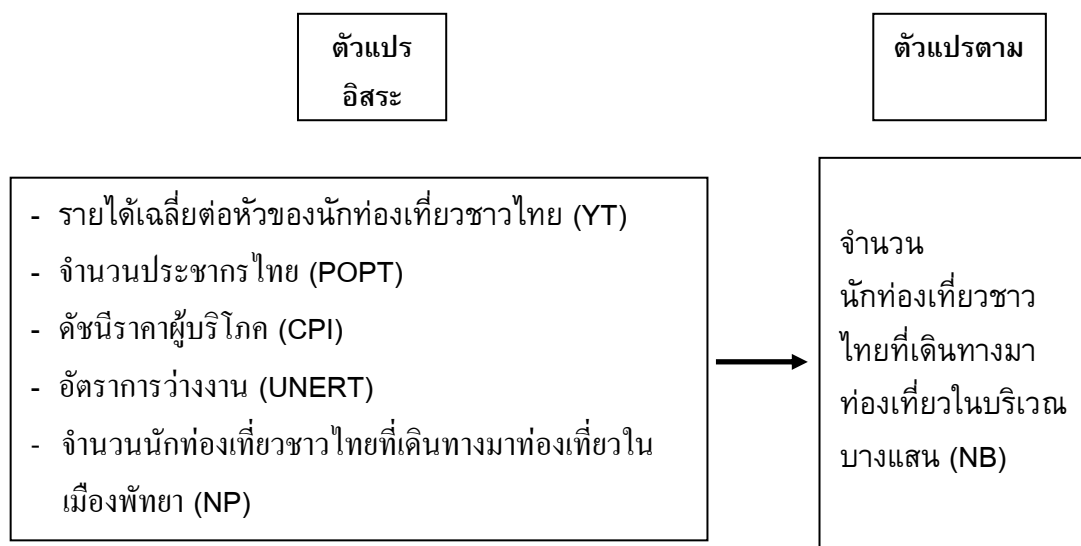 ตัวแปร
อิสระ
ตัวแปรตาม
- รายได้เฉลี่ยต่อหัวของนักท่องเที่ยวชาวไทย (YT)
- จำนวนประชากรไทย (POPT)
- ดัชนีราคาผู้บริโภค (CPI)
- อัตราการว่างงาน (UNERT)
- จำนวนนักท่องเที่ยวชาวไทยที่เดินทางมาท่องเที่ยวใน
เมืองพัทยา (NP)
จำนวน
นักท่องเที่ยวชาว
ไทยที่เดินทางมา
ท่องเที่ยวในบริเวณ
บางแสน (NB)